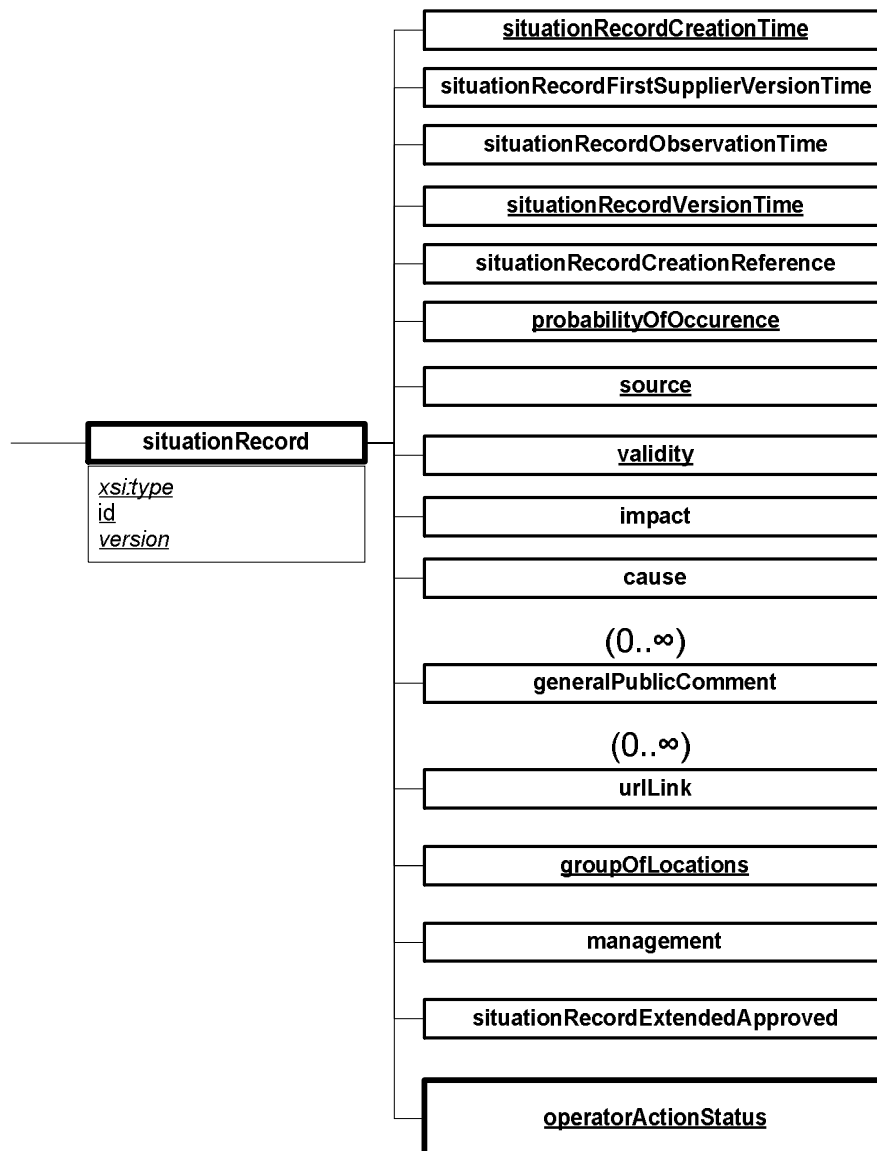 situationRecordCreationTime
situationRecordFirstSupplierVersionTime
situationRecordObservationTime
situationRecordVersionTime
situationRecordCreationReference
probabilityOfOccurence
source
situationRecord
validity
xsi:type
id
version
impact
cause
(0..∞)
generalPublicComment
(0..∞)
urlLink
groupOfLocations
management
situationRecordExtendedApproved
operatorActionStatus